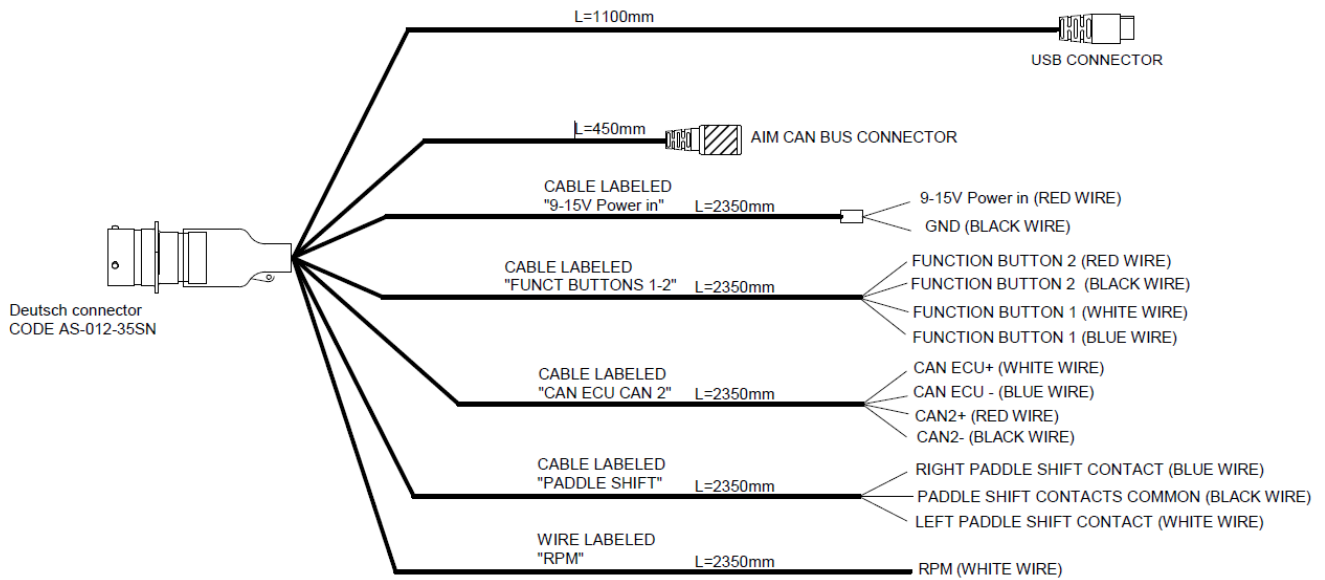 L=1100mm
USB CONNECTOR
L=450mm
AIM CAN BUS CONNECTOR
CABLE LABELED
"9-15V Power in"
L=2350mm
9-15V Power in (RED WIRE)
GND (BLACK WIRE)
Deutsch connector
CODE AS-012-35SN
CABLE LABELED
"FUNCT BUTTONS 1-2"
L=2350mm
FUNCTION BUTTON 2 (RED WIRE)
FUNCTION BUTTON 2 (BLACK WIRE)
FUNCTION BUTTON 1 (WHITE WIRE)
FUNCTION BUTTON 1 (BLUE WIRE)
CABLE LABELED
"CAN ECU CAN 2"
L=2350mm
CAN ECU+ (WHITE WIRE)
CAN ECU - (BLUE WIRE)
CAN2+ (RED WIRE)
CAN2- (BLACK WIRE)
CABLE LABELED
"PADDLE SHIFT"
L=2350mm
RIGHT PADDLE SHIFT CONTACT (BLUE WIRE)
PADDLE SHIFT CONTACTS COMMON (BLACK WIRE)
LEFT PADDLE SHIFT CONTACT (WHITE WIRE)
WIRE LABELED
"RPM"
L=2350mm
RPM (WHITE WIRE)